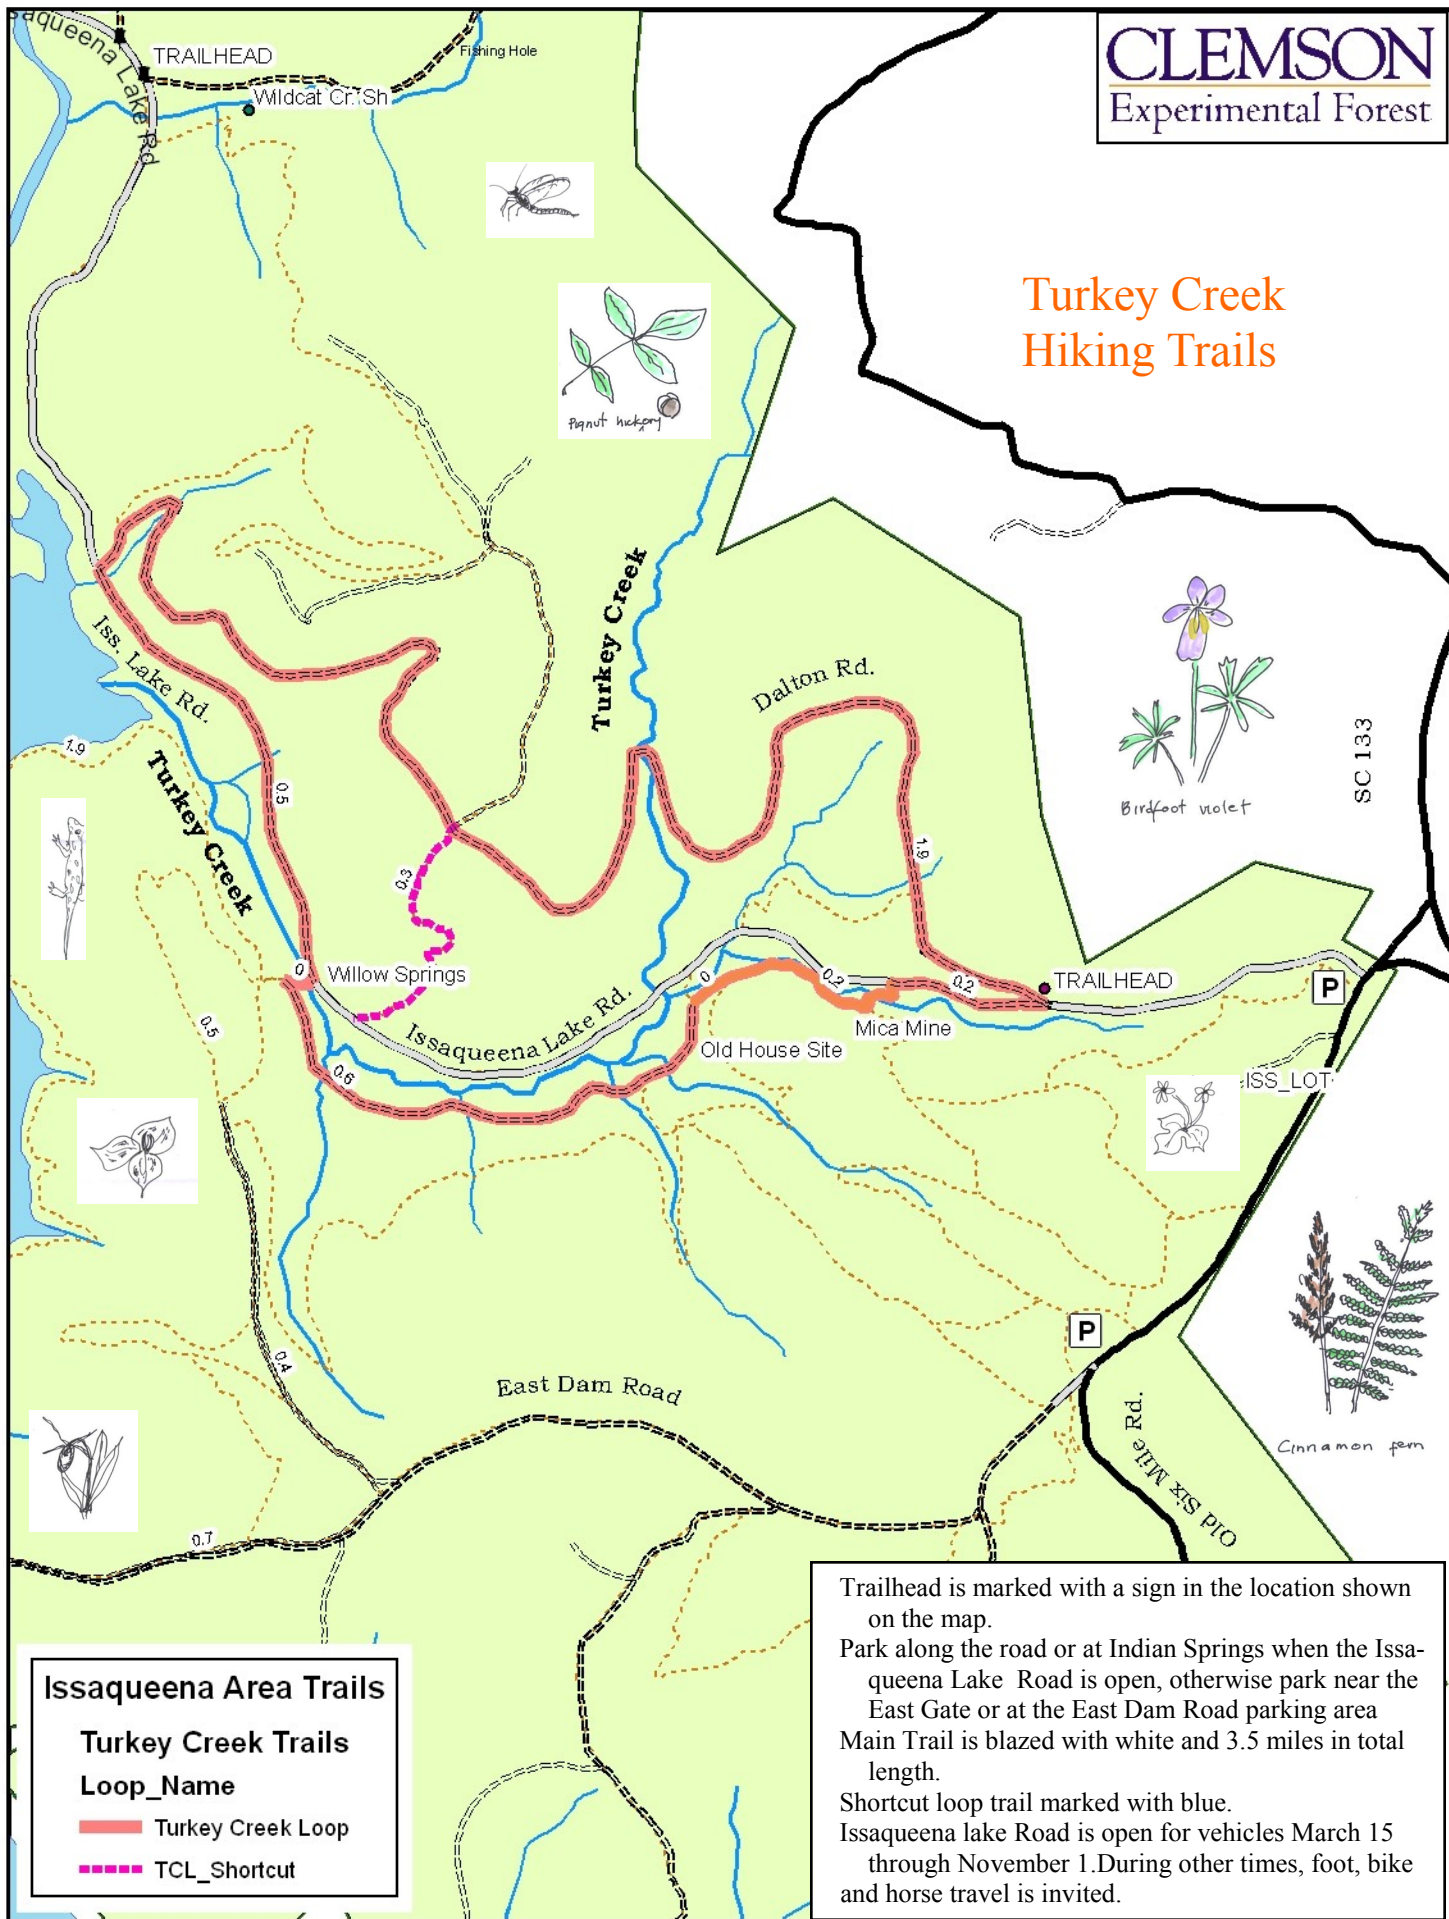 CLEMSON
Experimental Forest
Turkey Creek
Hiking Trails
saqueena Lake Rd
TRAILHEAD
Fishing Hole
Wildcat Cr. Sh
Pignut hickory
Turkey Creek
Dalton Rd.
Iss. Lake Rd.
Birdfoot violet
SC 133
1.9
0.5
Turkey Creek
0.3
1.9
0
Willow Springs
0
0.2
0.2
TRAILHEAD
P
Issaqueena Lake Rd.
Mica Mine
Old House Site
0.5
0.6
ISS_LOT
P
0.4
East Dam Road
Old Six Mile Rd.
Cinnamon fern
0.7
Trailhead is marked with a sign in the location shown
on the map.
Park along the road or at Indian Springs when the Issa-
queena Lake Road is open, otherwise park near the
East Gate or at the East Dam Road parking area
Main Trail is blazed with white and 3.5 miles in total
length.
Shortcut loop trail marked with blue.
Issaqueena lake Road is open for vehicles March 15
through November 1.During other times, foot, bike
and horse travel is invited.
Issaqueena Area Trails
Turkey Creek Trails
Loop_Name
Turkey Creek Loop
TCL_Shortcut